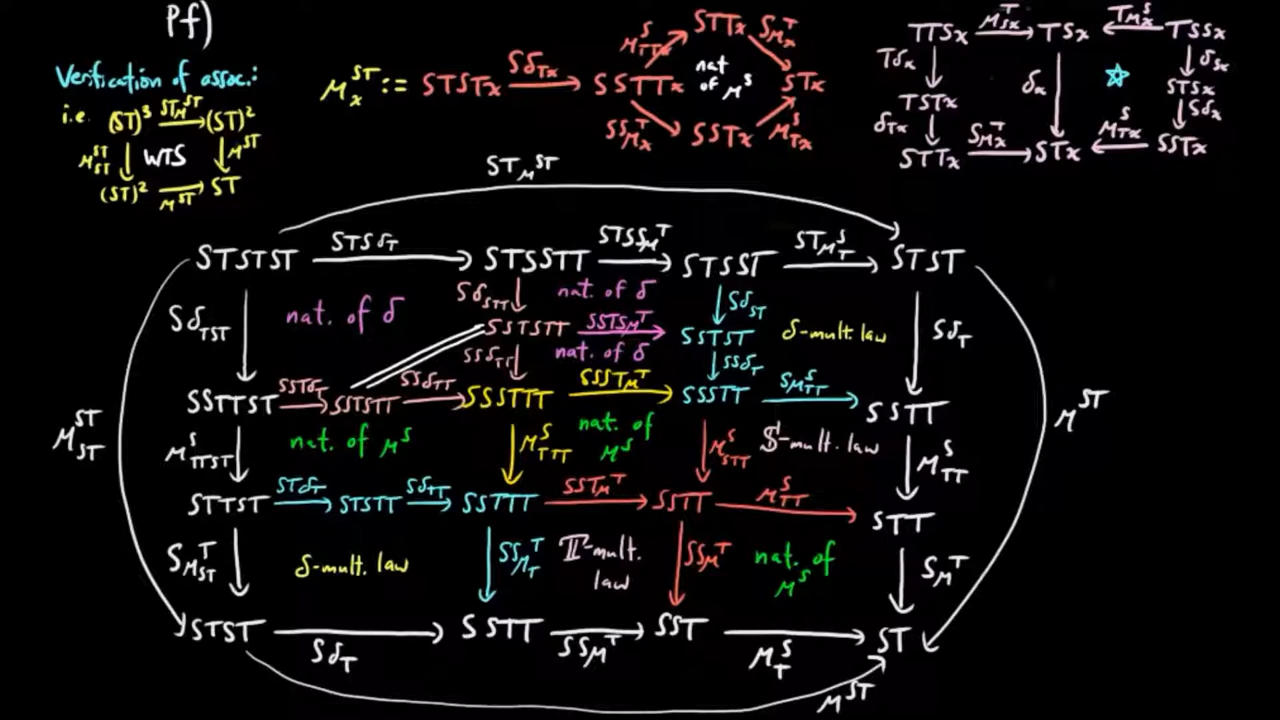 Pf)
Verification of assoc.:
i.e. (ST)³ STμ^ST (ST)²
μ^ST_ST WTS μ^ST
(ST)² μ^ST ST
μ^ST_x := STSTx Sδ_Tx SSTTx
μ^S_TTx STTx Sμ^T_x
nat of μ^S STx
SSμ^T_x SSTx μ^S_Tx
TTSx μ^T_Sx TSx Tμ^S_x TSSx
Tδ_x δ_x ☆ δ_Sx
TSTx STSx
δ_Tx Sδ_x
STTx Sμ^T_x STx μ^S_Tx SSTx
STμ^ST
STSTST STSδ_T STSSTT STSSμ^T STSST STμ^S_T STST
Sδ_TST nat. of δ Sδ_STT nat. of δ Sδ_ST Sδ_T
SSTSTT SSTSμ^T SSTST δ-mult. law
SSδ_TT nat. of δ SSδ_T
SSTTST SSTδ_T SSTSTT SSδ_TT SSSTTT SSSTμ^T SSSTT Sμ^S_TT SSTT
μ^ST_ST μ^S_TTST nat. of μ^S μ^S_TTT nat. of μ^S μ^S_STT S-mult. law μ^S_TT μ^ST
STTST STδ_T STSTT Sδ_TT SSTTT SSTμ^T SSTT μ^S_TT STT
Sμ^T_ST δ-mult. law SSμ^T_T T-mult. law SSμ^T nat. of μ^S Sμ^T
STST Sδ_T SSTT SSμ^T SST μ^S_T ST
μ^ST